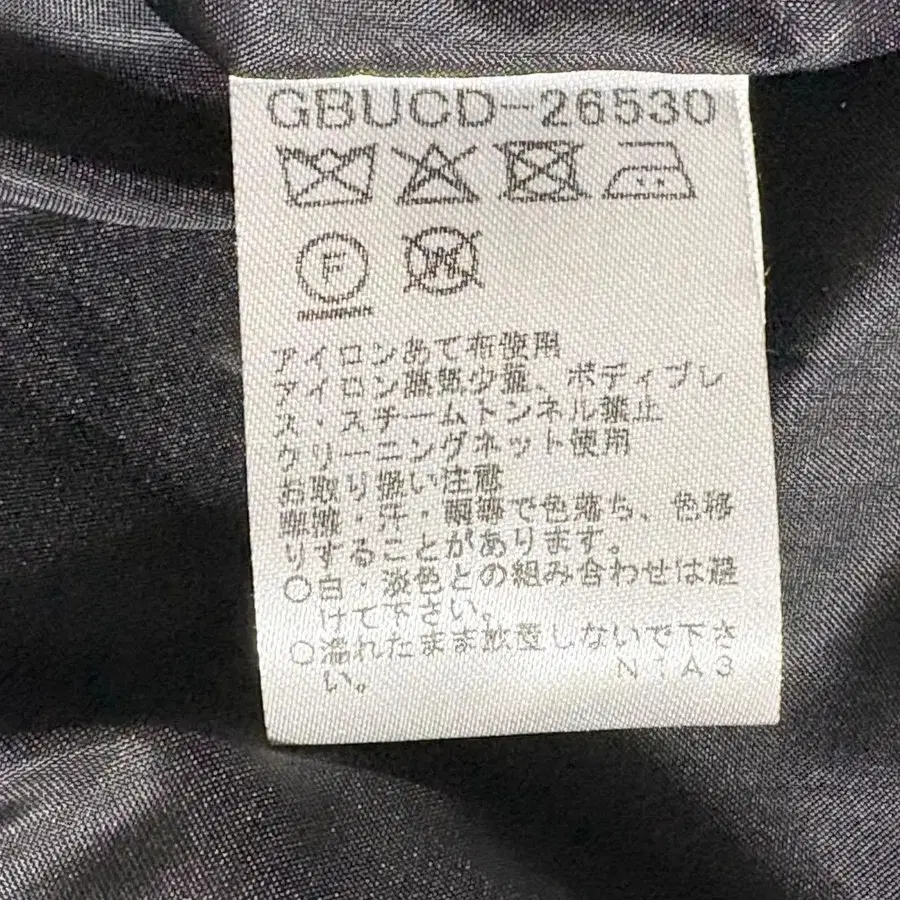 GBUCD-26530
F
W
アイロンあて布使用
アイロン蒸気少量、ボディプレ
ス・スチームトンネル禁止
クリーニングネット使用
お取り扱い注意
摩擦・汗・雨等で色落ち、色移
りすることがあります。
○白・淡色との組み合わせは避
けて下さい。
○濡れたまま放置しないで下さ
い。
N:A3